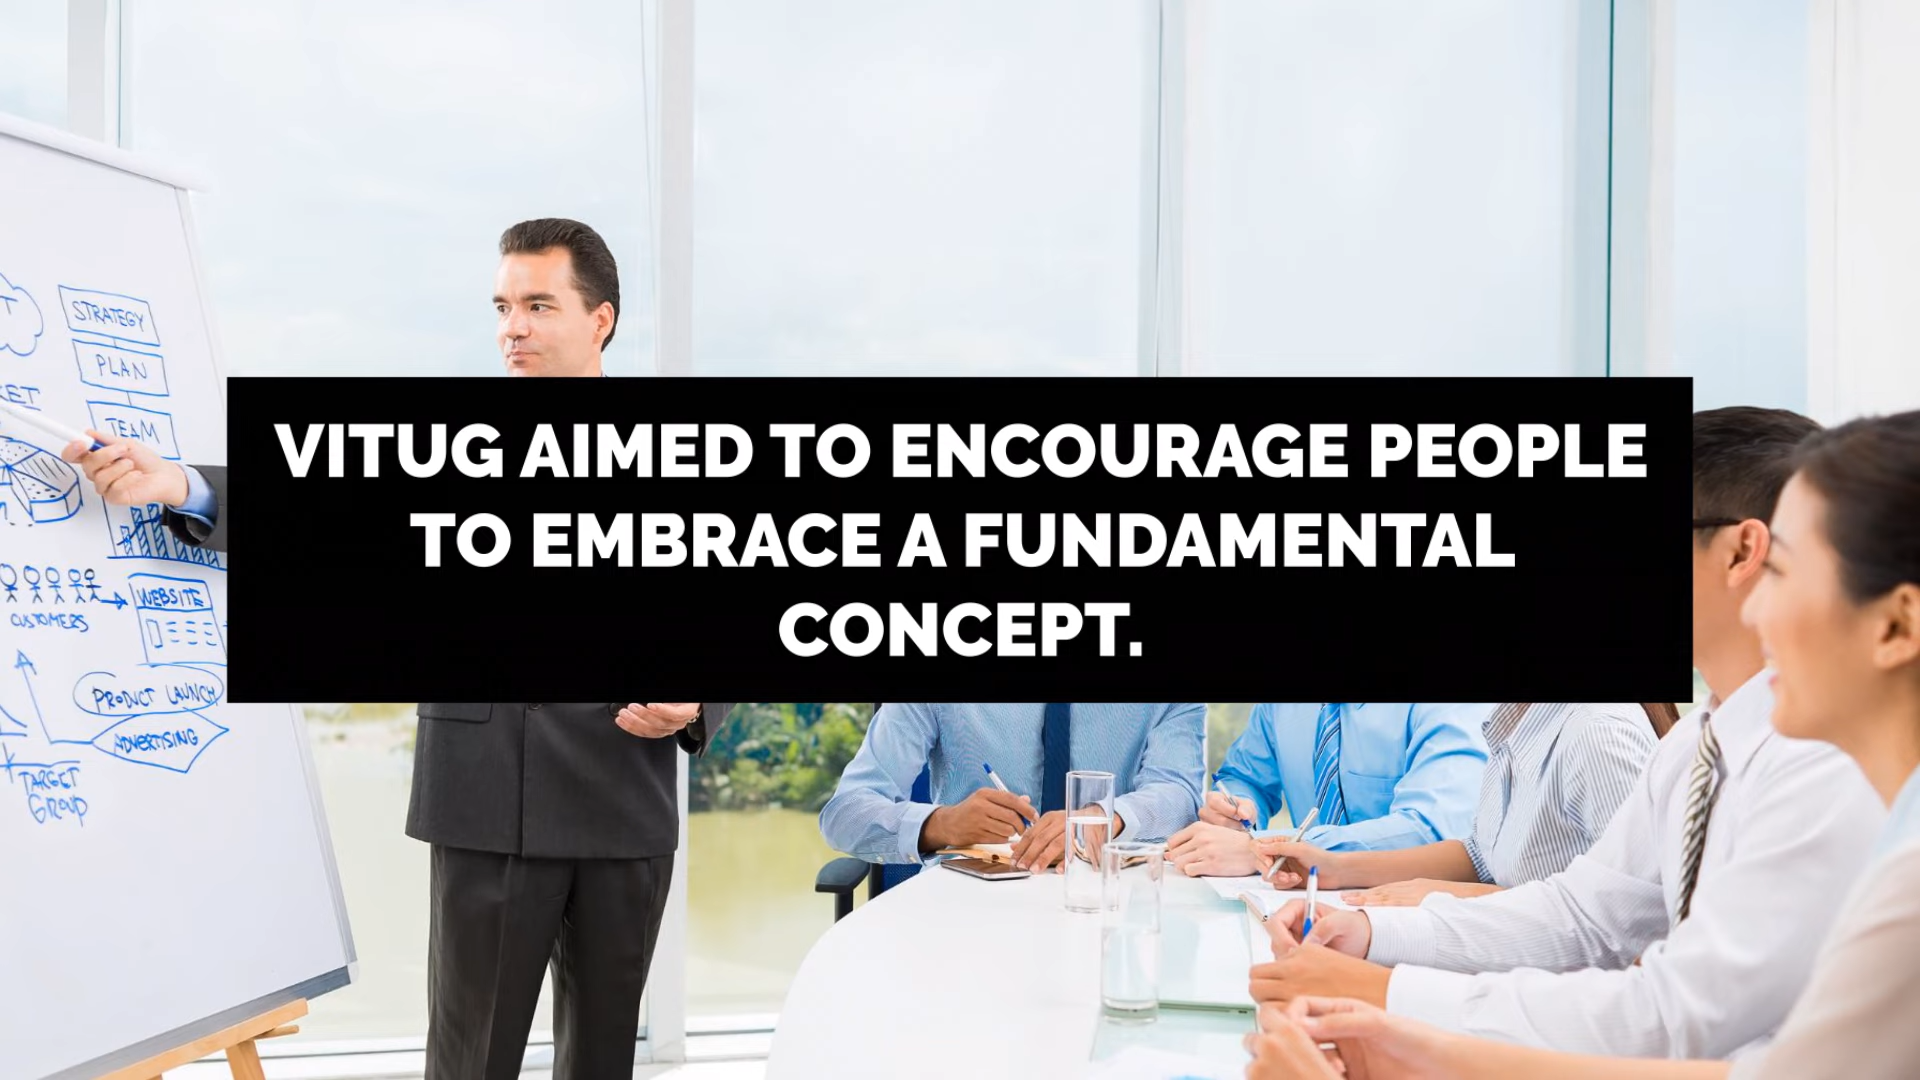 T
STRATEGY
PLAN
KET
TEAM
VITUG AIMED TO ENCOURAGE PEOPLE
TO EMBRACE A FUNDAMENTAL
CONCEPT.
CUSTOMERS
WEBSITE
PRODUCT LAUNCH
ADVERTISING
TARGET
GROUP